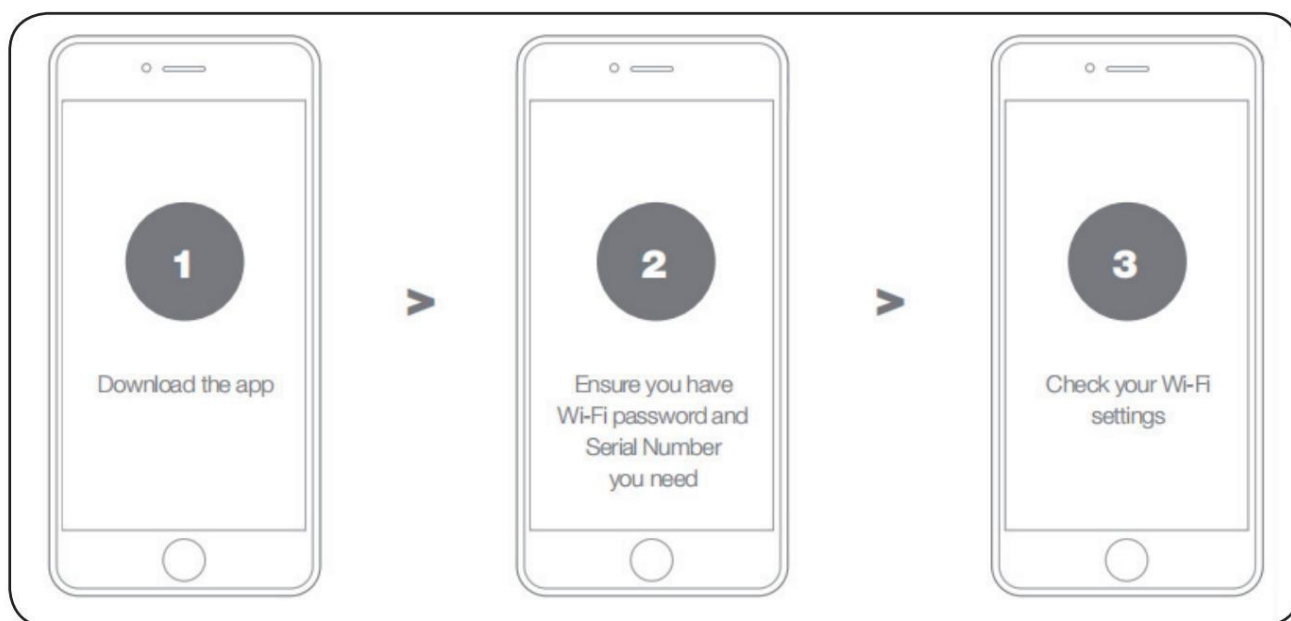 1
Download the app
>
2
Ensure you have
Wi-Fi password and
Serial Number
you need
>
3
Check your Wi-Fi
settings